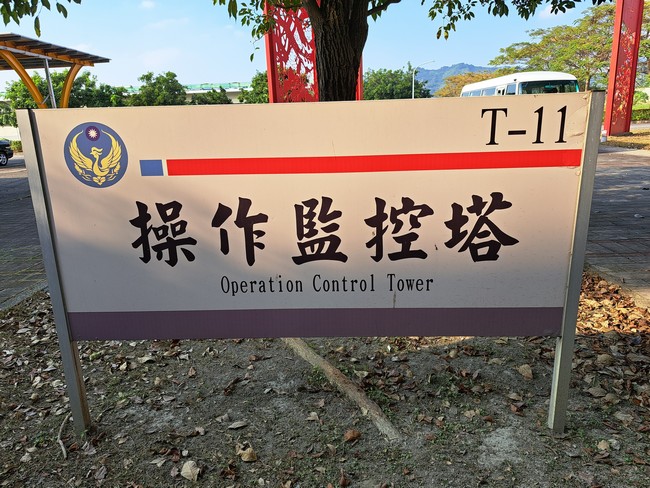 T-11
操作監控塔
Operation Control Tower